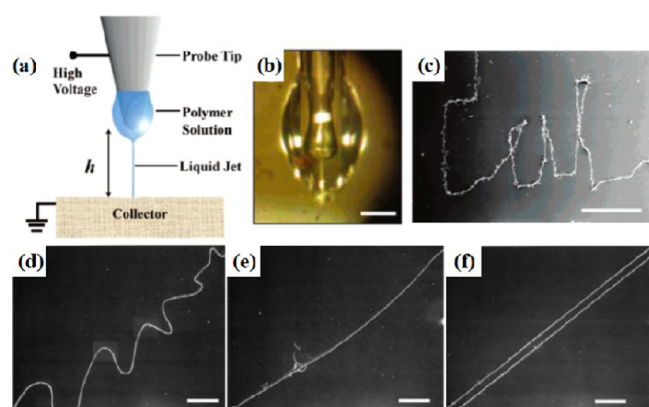 (a)
High
Voltage
Probe Tip
Polymer
Solution
h
Liquid Jet
Collector
(b)
(c)
(d)
(e)
(f)